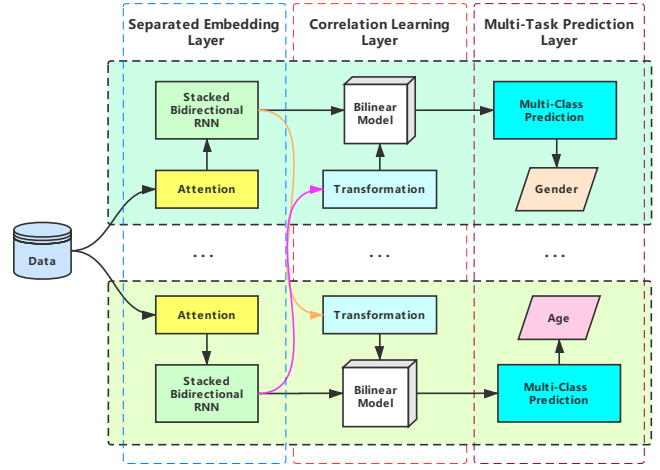 Separated Embedding
Layer
Correlation Learning
Layer
Multi-Task Prediction
Layer
Stacked
Bidirectional
RNN
Bilinear
Model
Multi-Class
Prediction
Attention
Transformation
Gender
Data
...
...
...
Attention
Transformation
Age
Stacked
Bidirectional
RNN
Bilinear
Model
Multi-Class
Prediction